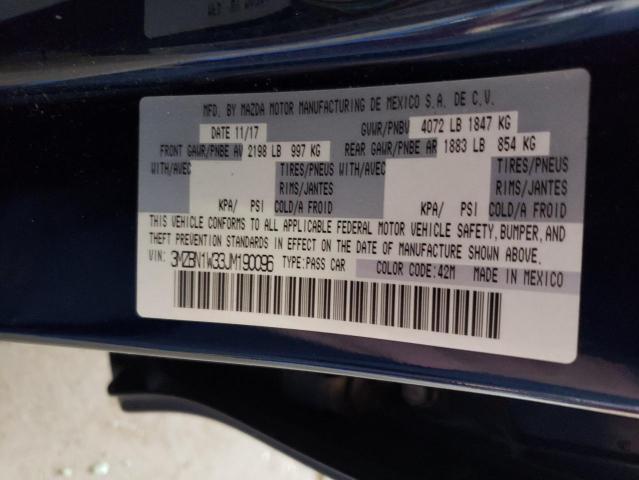 MFD. BY MAZDA MOTOR MANUFACTURING DE MEXICO S.A. DE C.V.
DATE 11/17 GVWR/PNBV 4072 LB 1847 KG
FRONT GAWR/PNBE AV 2198 LB 997 KG REAR GAWR/PNBE AR 1883 LB 854 KG
WITH/AVEC TIRES/PNEUS WITH/AVEC TIRES/PNEUS
RIMS/JANTES RIMS/JANTES
KPA/ PSI COLD/A FROID KPA/ PSI COLD/A FROID
THIS VEHICLE CONFORMS TO ALL APPLICABLE FEDERAL MOTOR VEHICLE SAFETY, BUMPER, AND
THEFT PREVENTION STANDARDS IN EFFECT ON THE DATE OF MANUFACTURE SHOWN ABOVE.
VIN: 3MZBN1W33JM190096 TYPE: PASS CAR COLOR CODE: 42M MADE IN MEXICO